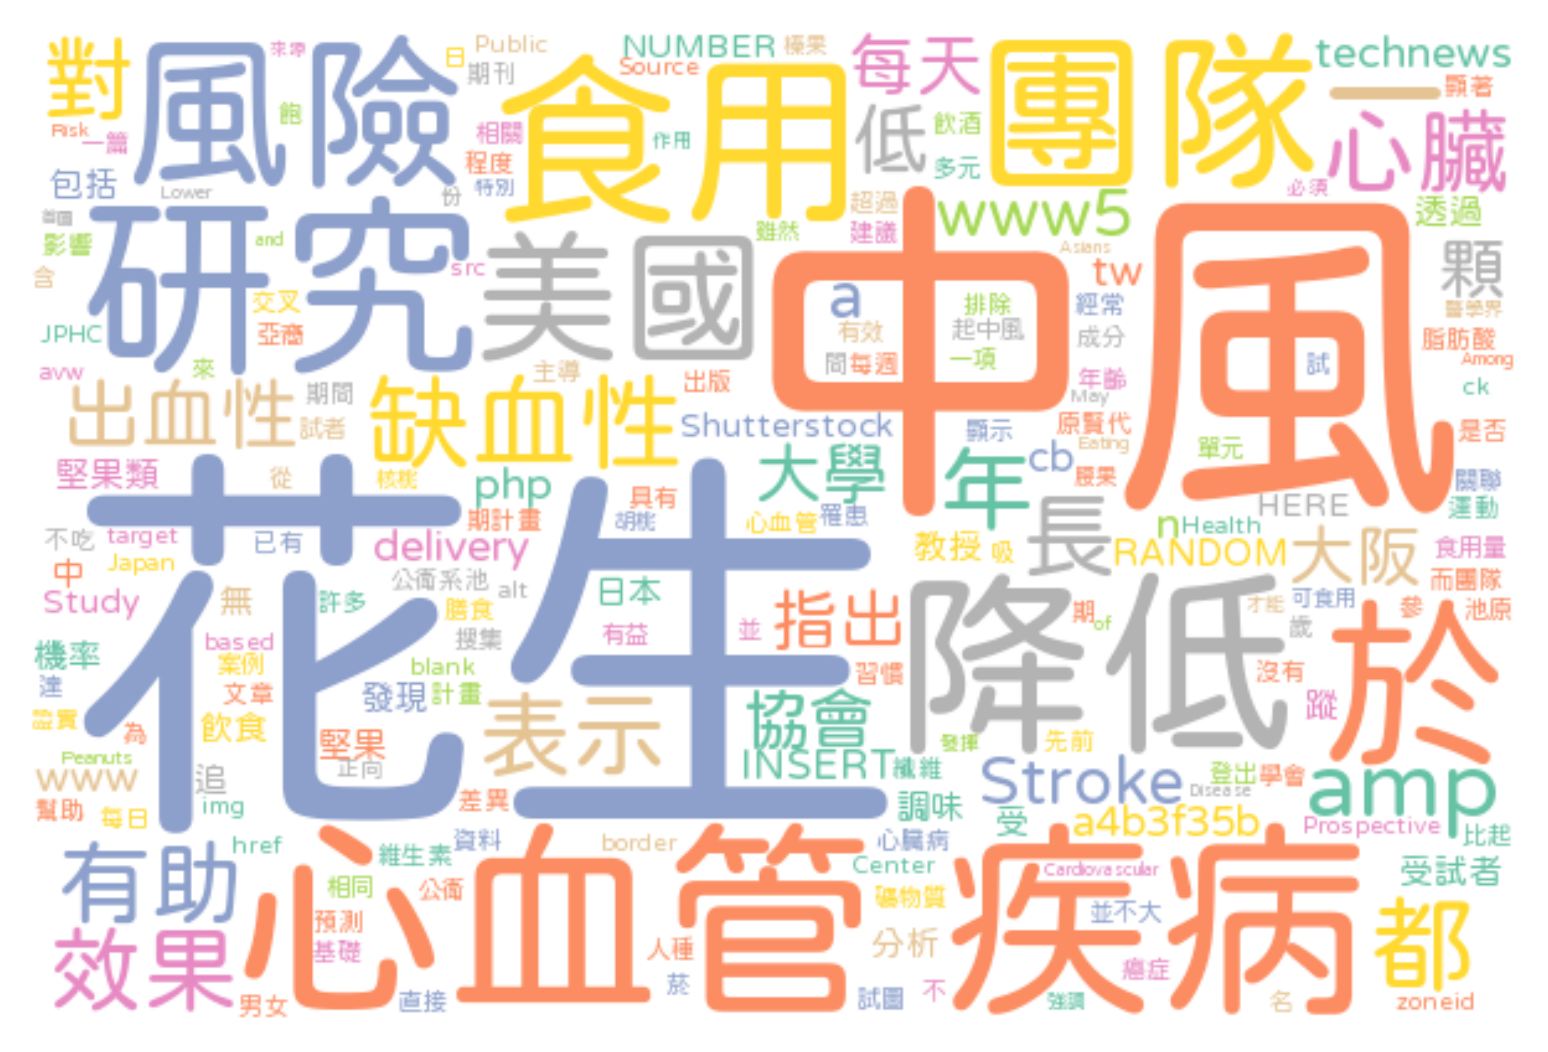 對
風險
來源
日
Public
期刊
食用
NUMBER
榛果
Source
每天
團隊
technews
一
顯著
Risk
一篇
飽
相關
程度
特別
作用
低
飲酒
多元
心臟
必須
包括
Lower
份
超過
建議
雖然
www5
透過
影響
and
研究
src
美國
中風
Asians
tw
顆
醫學界
含
交叉
亞裔
JPHC
a
有效
排除
起中風
一項
經常
成分
間
每週
脂肪酸
Among
試
avw
來
主導
出版
年齡
May
ck
出血性
期間
試者
缺血性
Shutterstock
顯示
原賢代
Eating
單元
是否
堅果類
從
核桃
php
具有
大學
年
cb
腰果
關聯
運動
HERE
花生
期計畫
胡桃
心血管
罹患
長
n
Health
不吃
target
已有
delivery
教授
吸
RANDOM
大阪
食用量
中
Japan
公衛系池
alt
日本
而團隊
Study
無
許多
膳食
指出
降低
期
of
才能
可食用
參
池原
歲
於
機率
based
案例
搜集
有益
並
習慣
沒有
達
文章
blank
發現
計畫
蹤
證實
為
飲食
堅果
表示
協會
發揮
先前
Peanuts
www
追
正向
INSERT
纖維
Stroke
登出
學會
amp
幫助
每日
img
差異
調味
Disease
受
a4b3f35b
Prospective
比起
有助
href
維生素
資料
border
心臟病
Center
Cardiovascular
受試者
心血管
疾病
相同
公衛
礦物質
並不大
都
效果
預測
基礎
人種
分析
癌症
男女
直接
菸
試圖
不
強調
名
zoneid